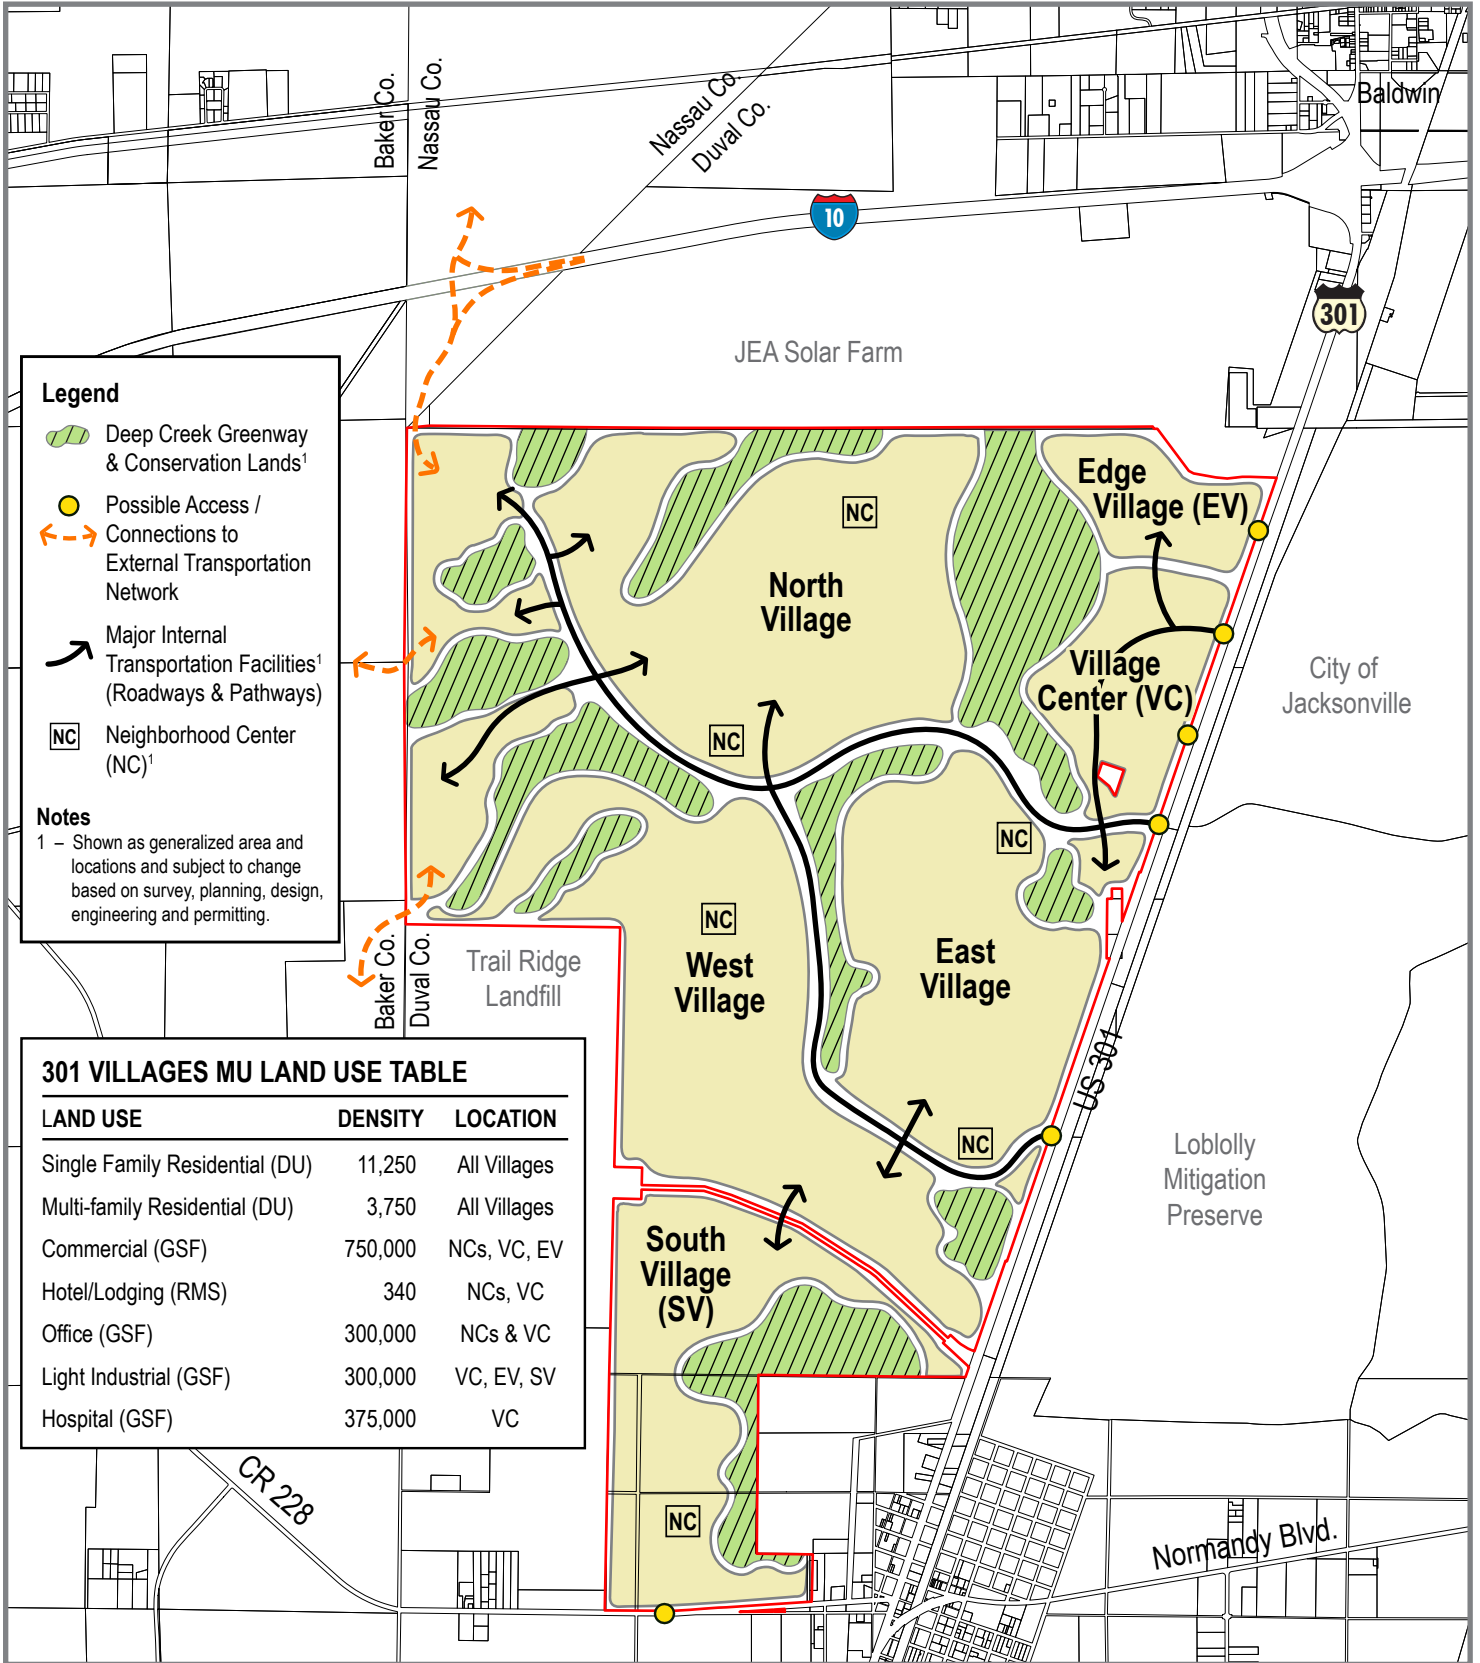 Baker Co.
Nassau Co.
Nassau Co.
Duval Co.
Baldwin
10
301
JEA Solar Farm
Legend
Deep Creek Greenway
& Conservation Lands1
Possible Access /
Connections to
External Transportation
Network
Major Internal
Transportation Facilities1
(Roadways & Pathways)
NC
Neighborhood Center
(NC)1
Notes
1 – Shown as generalized area and
locations and subject to change
based on survey, planning, design,
engineering and permitting.
Edge
Village (EV)
NC
North
Village
Village
Center (VC)
City of
Jacksonville
NC
NC
NC
West
Village
East
Village
Trail Ridge
Landfill
Baker Co.
Duval Co.
US 301
NC
Loblolly
Mitigation
Preserve
South
Village
(SV)
301 VILLAGES MU LAND USE TABLE
LAND USE DENSITY LOCATION
Single Family Residential (DU) 11,250 All Villages
Multi-family Residential (DU) 3,750 All Villages
Commercial (GSF) 750,000 NCs, VC, EV
Hotel/Lodging (RMS) 340 NCs, VC
Office (GSF) 300,000 NCs & VC
Light Industrial (GSF) 300,000 VC, EV, SV
Hospital (GSF) 375,000 VC
CR 228
NC
Normandy Blvd.